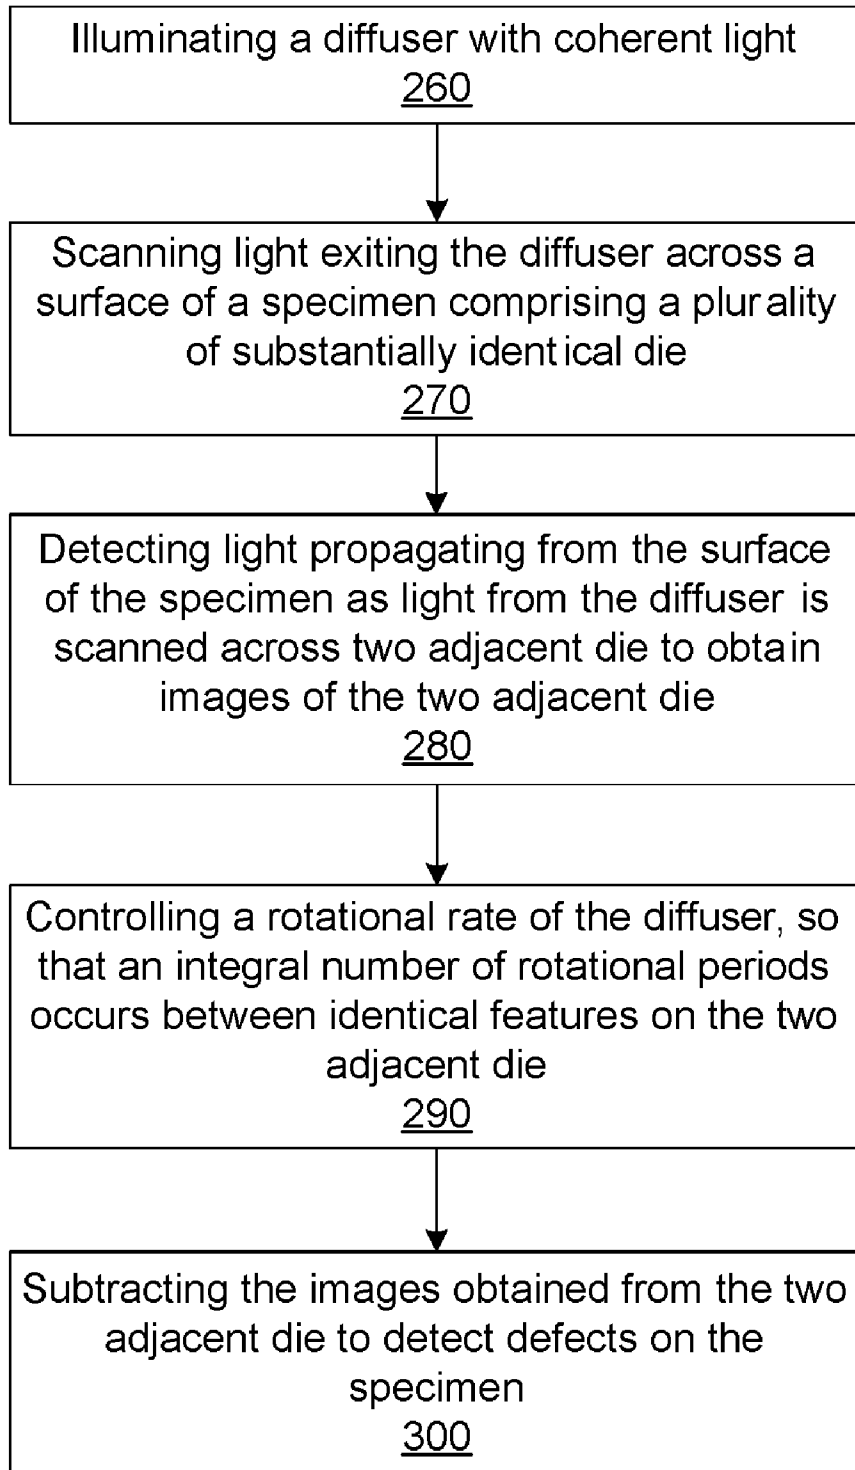 Illuminating a diffuser with coherent light
260
Scanning light exiting the diffuser across a
surface of a specimen comprising a plurality
of substantially identical die
270
Detecting light propagating from the surface
of the specimen as light from the diffuser is
scanned across two adjacent die to obtain
images of the two adjacent die
280
Controlling a rotational rate of the diffuser, so
that an integral number of rotational periods
occurs between identical features on the two
adjacent die
290
Subtracting the images obtained from the two
adjacent die to detect defects on the
specimen
300